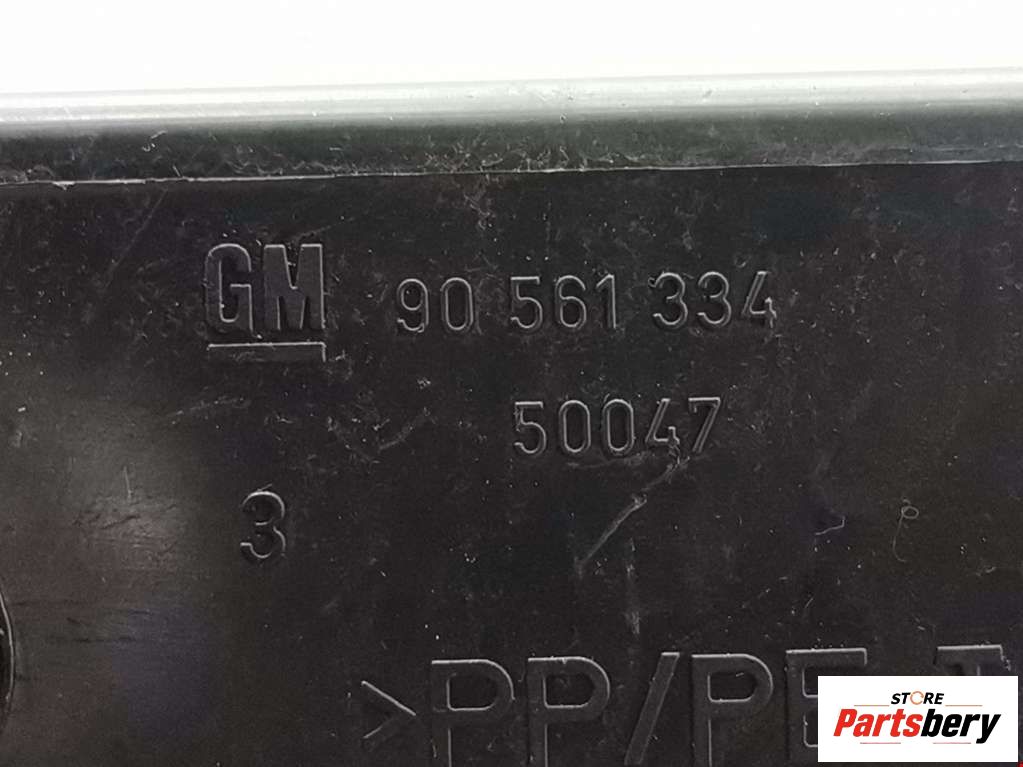 GM 90 561 334
50047
3
>PP/PE-T
STORE
Partsbery